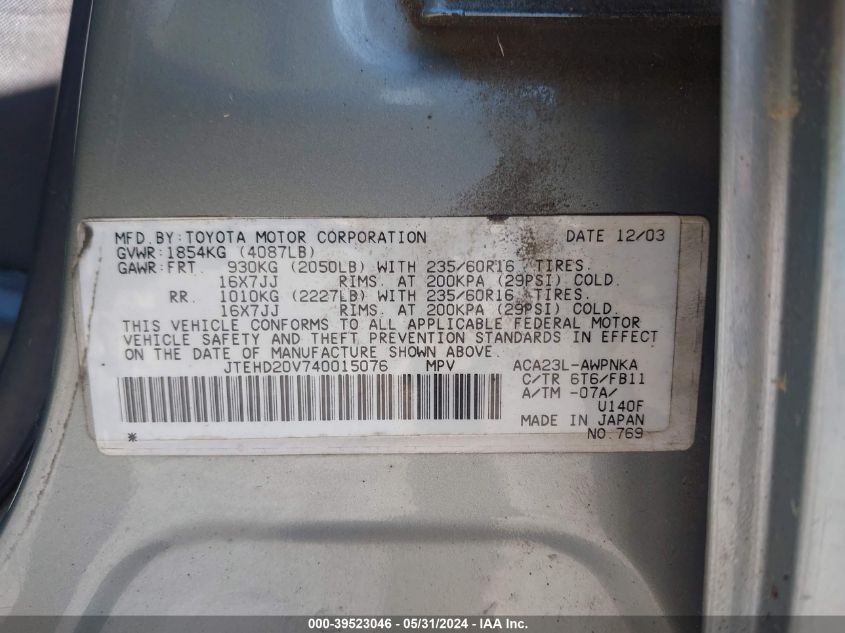 MFD.BY:TOYOTA MOTOR CORPORATION DATE 12/03
GVWR:1854KG (4087LB)
GAWR:FRT. 930KG (2050LB) WITH 235/60R16 TIRES.
16X7JJ RIMS. AT 200KPA (29PSI) COLD.
RR. 1010KG (2227LB) WITH 235/60R16 TIRES.
16X7JJ RIMS. AT 200KPA (29PSI) COLD.
THIS VEHICLE CONFORMS TO ALL APPLICABLE FEDERAL MOTOR
VEHICLE SAFETY AND THEFT PREVENTION STANDARDS IN EFFECT
ON THE DATE OF MANUFACTURE SHOWN ABOVE.
JTEHD20V740015076 MPV ACA23L-AWPNKA
C/TR 6T6/FB11
A/TM -07A/
U140F
MADE IN JAPAN
* NO.769
000-39523046 - 05/31/2024 - IAAI Inc.